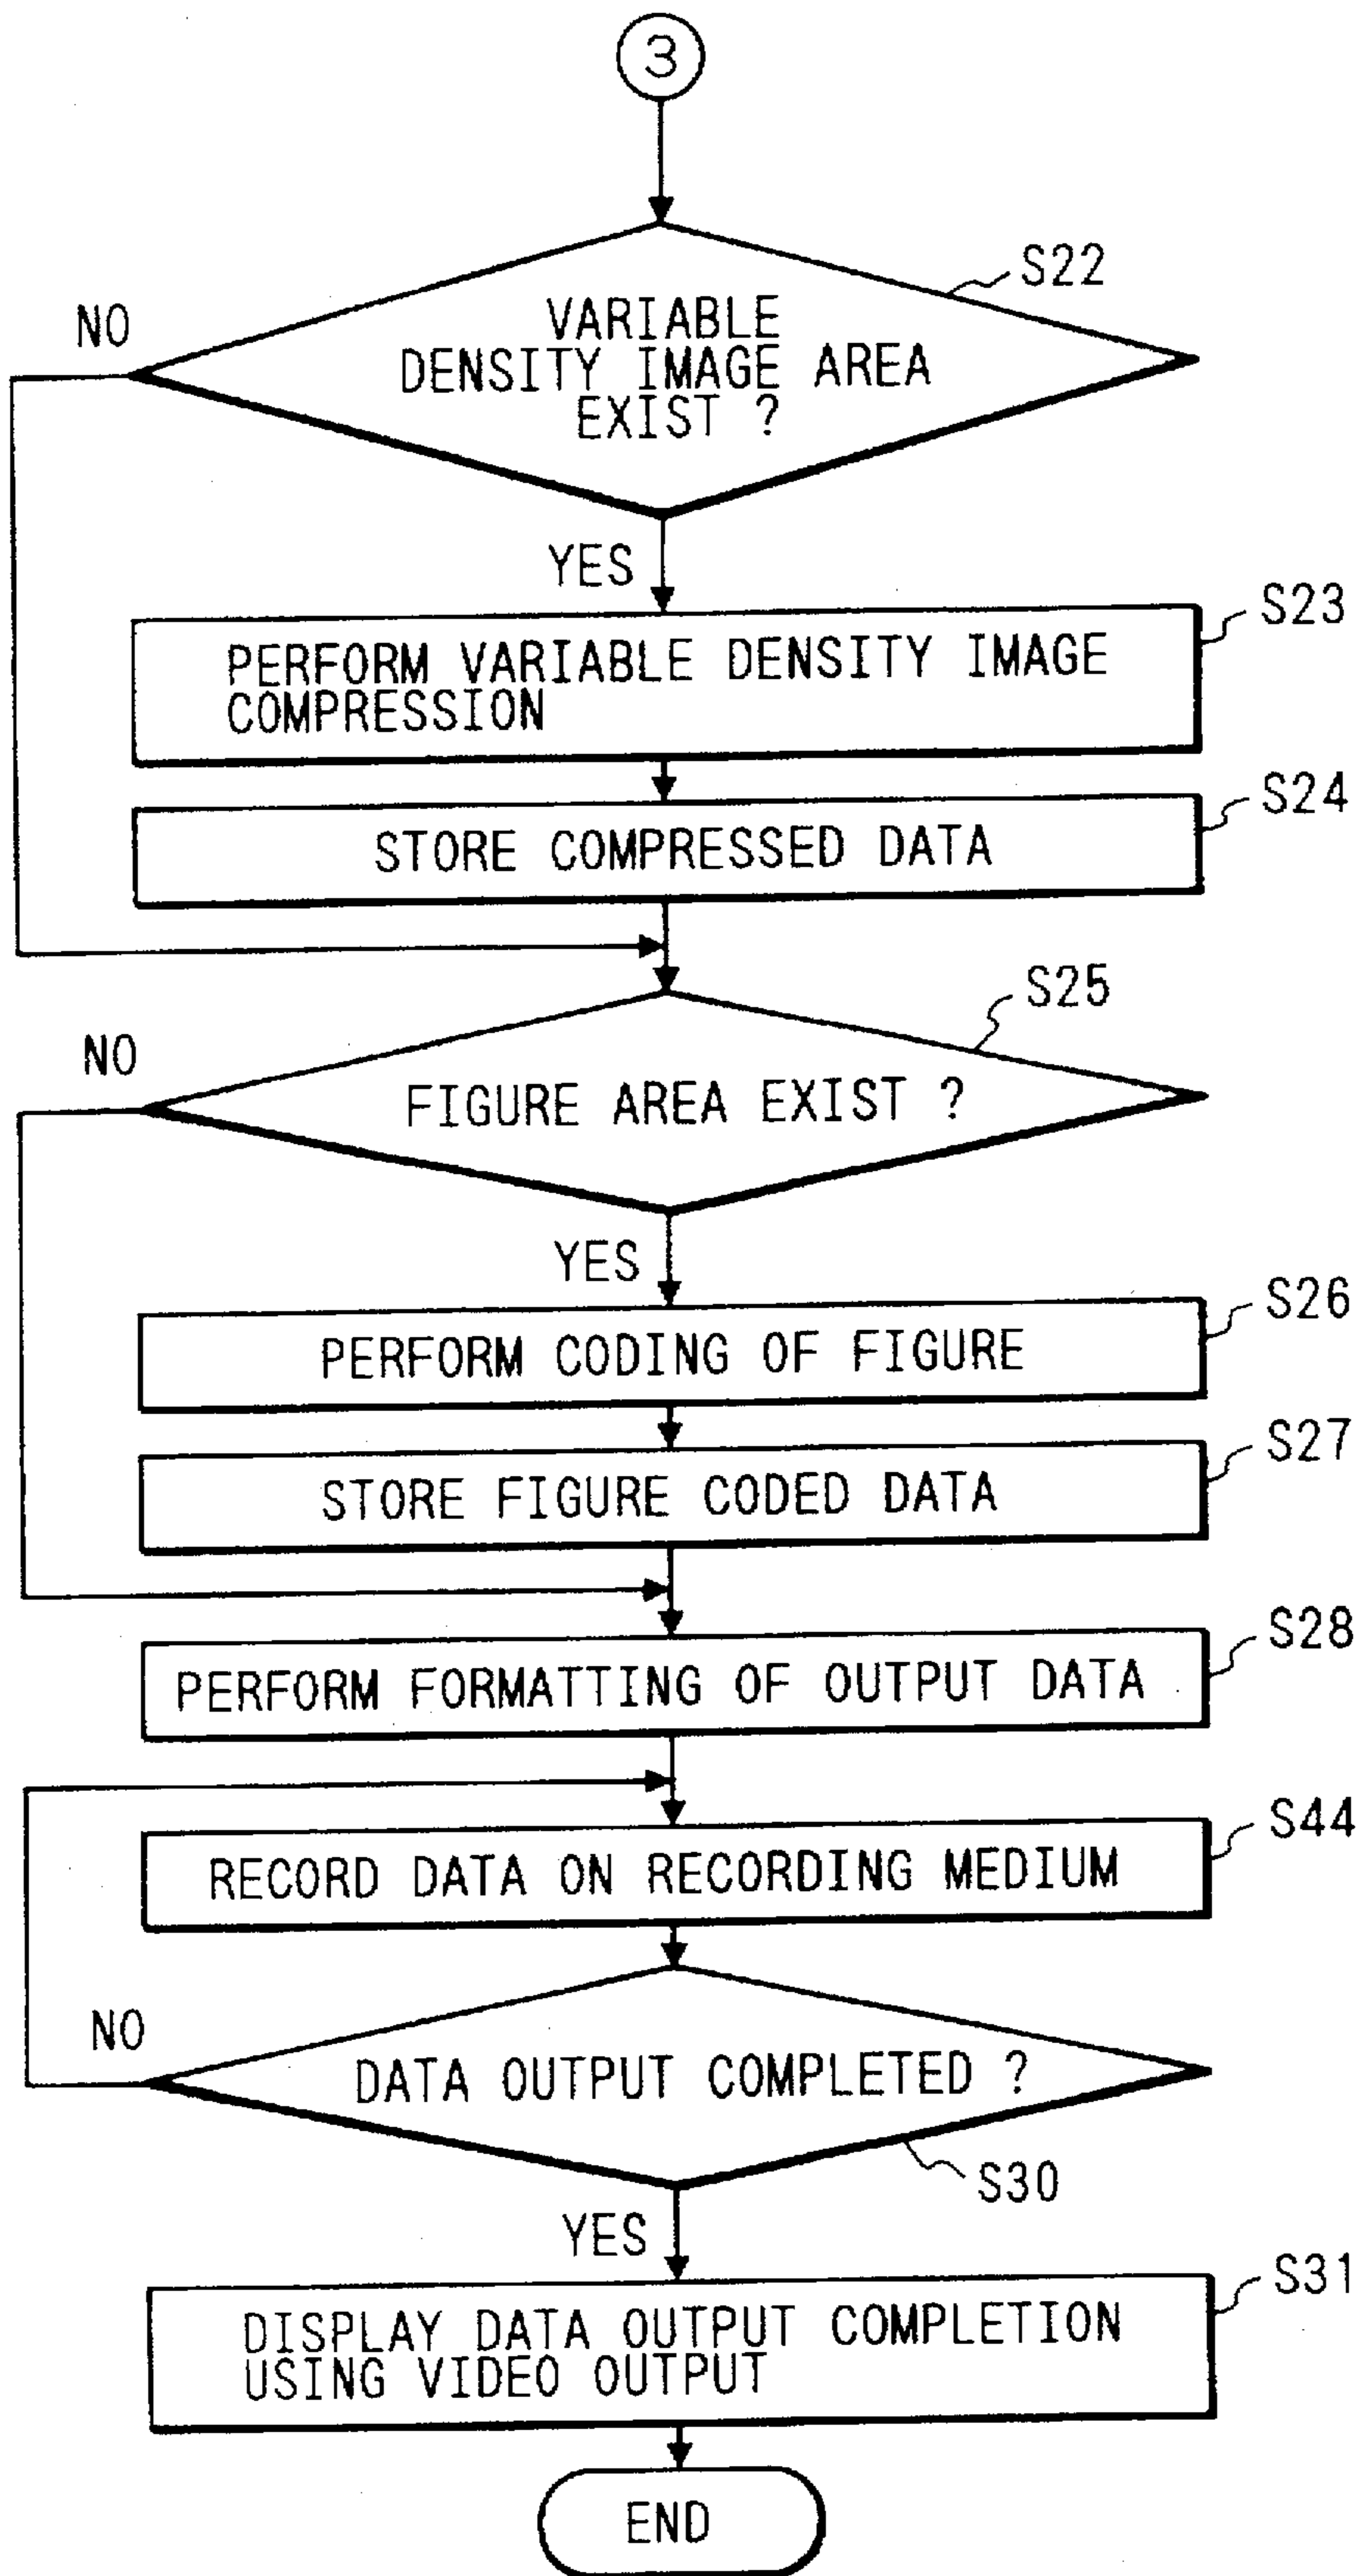 3
S22
NO
VARIABLE
DENSITY IMAGE AREA
EXIST ?
YES
S23
PERFORM VARIABLE DENSITY IMAGE
COMPRESSION
S24
STORE COMPRESSED DATA
S25
NO
FIGURE AREA EXIST ?
YES
S26
PERFORM CODING OF FIGURE
S27
STORE FIGURE CODED DATA
S28
PERFORM FORMATTING OF OUTPUT DATA
S44
RECORD DATA ON RECORDING MEDIUM
NO
DATA OUTPUT COMPLETED ?
S30
YES
S31
DISPLAY DATA OUTPUT COMPLETION
USING VIDEO OUTPUT
END